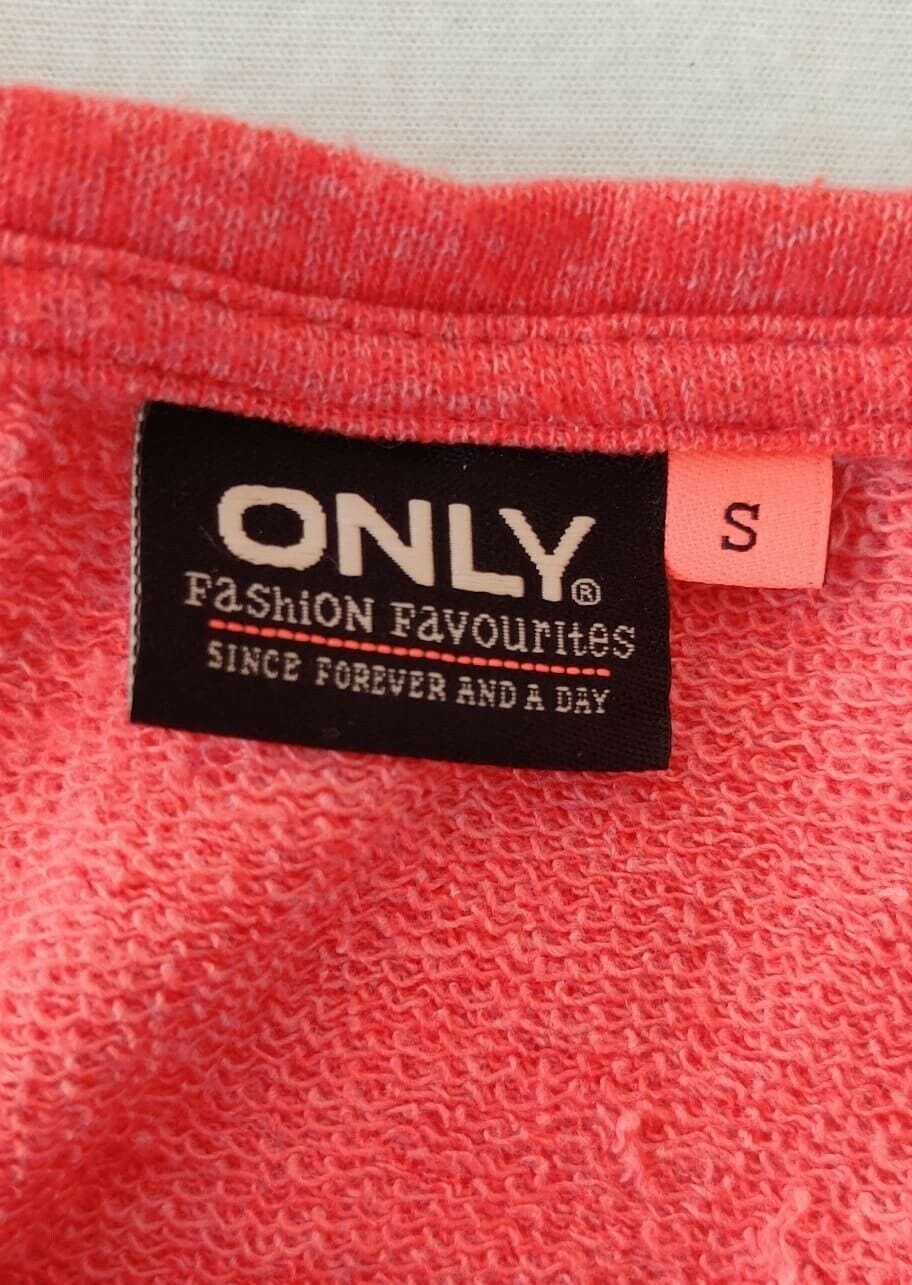 ONLY®
FaShiON Favourites
SINCE FOREVER AND A DAY
S